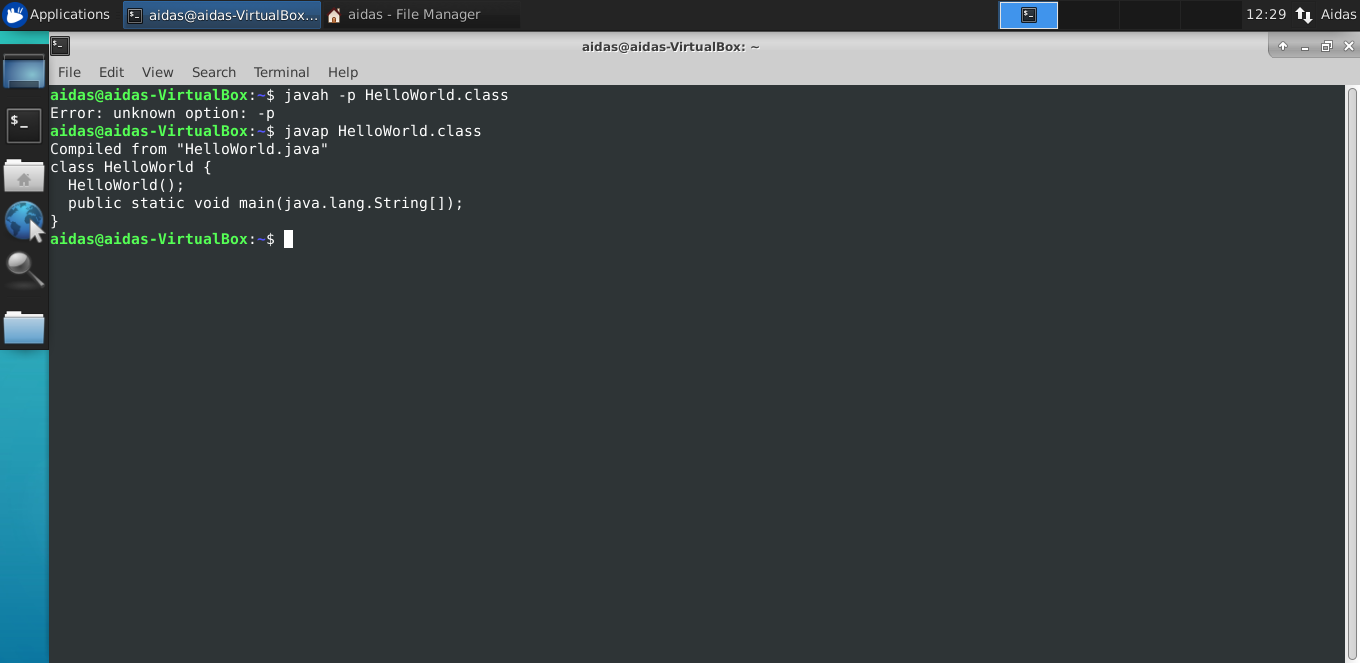 Applications aidas@aidas-VirtualBox... aidas - File Manager 12:29 Aidas
aidas@aidas-VirtualBox: ~
File Edit View Search Terminal Help
aidas@aidas-VirtualBox:~$ javah -p HelloWorld.class
Error: unknown option: -p
aidas@aidas-VirtualBox:~$ javap HelloWorld.class
Compiled from "HelloWorld.java"
class HelloWorld {
  HelloWorld();
  public static void main(java.lang.String[]);
}
aidas@aidas-VirtualBox:~$